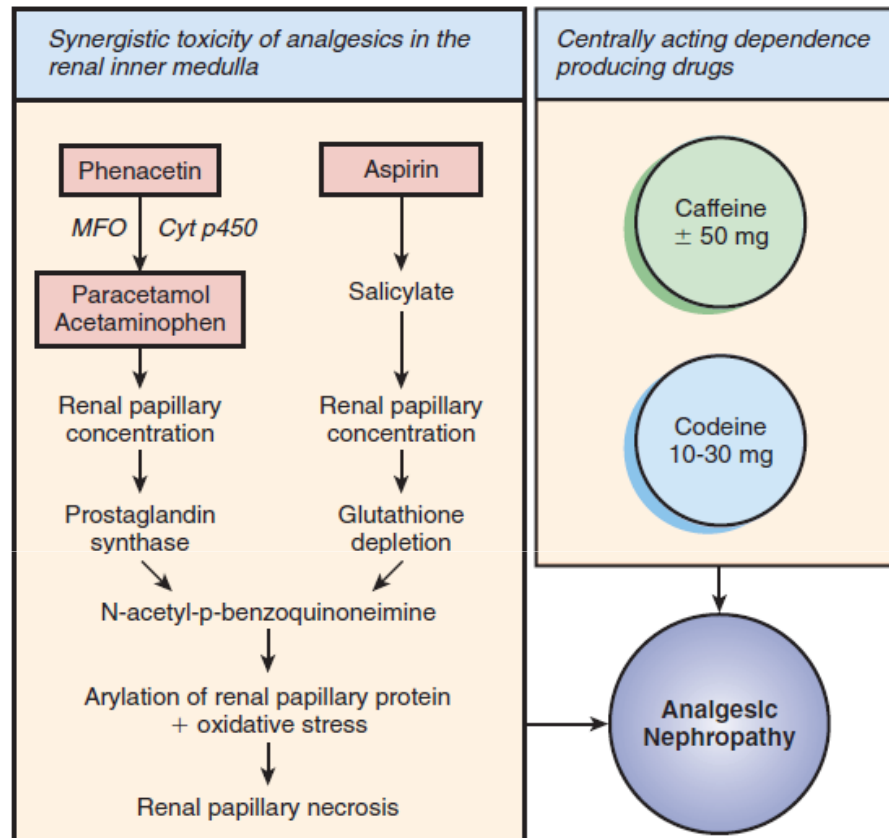 Synergistic toxicity of analgesics in the
renal inner medulla
Phenacetin
Aspirin
MFO Cyt p450
Paracetamol
Acetaminophen
Salicylate
Renal papillary
concentration
Renal papillary
concentration
Prostaglandin
synthase
Glutathione
depletion
N-acetyl-p-benzoquinoneimine
Arylation of renal papillary protein
+ oxidative stress
Renal papillary necrosis
Centrally acting dependence
producing drugs
Caffeine
± 50 mg
Codeine
10-30 mg
Analgesic
Nephropathy